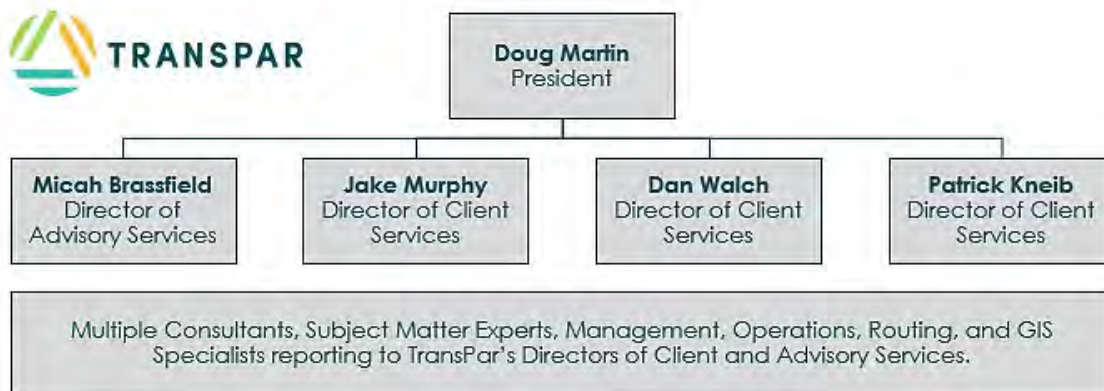 TRANSPAR
Doug Martin
President
Micah Brassfield
Director of
Advisory Services
Jake Murphy
Director of Client
Services
Dan Walch
Director of Client
Services
Patrick Kneib
Director of Client
Services
Multiple Consultants, Subject Matter Experts, Management, Operations, Routing, and GIS
Specialists reporting to TransPar's Directors of Client and Advisory Services.